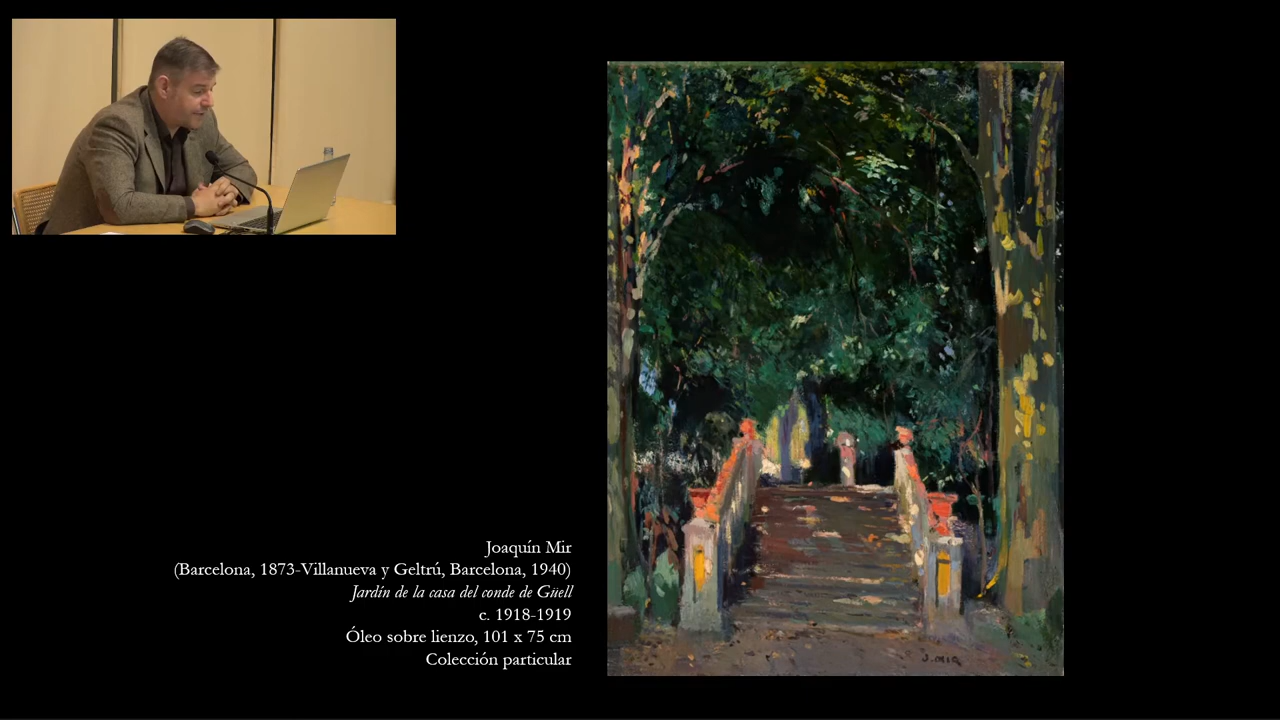 Joaquín Mir
(Barcelona, 1873-Villanueva y Geltrú, Barcelona, 1940)
Jardín de la casa del conde de Güell
c. 1918-1919
Óleo sobre lienzo, 101 x 75 cm
Colección particular
J. Mir